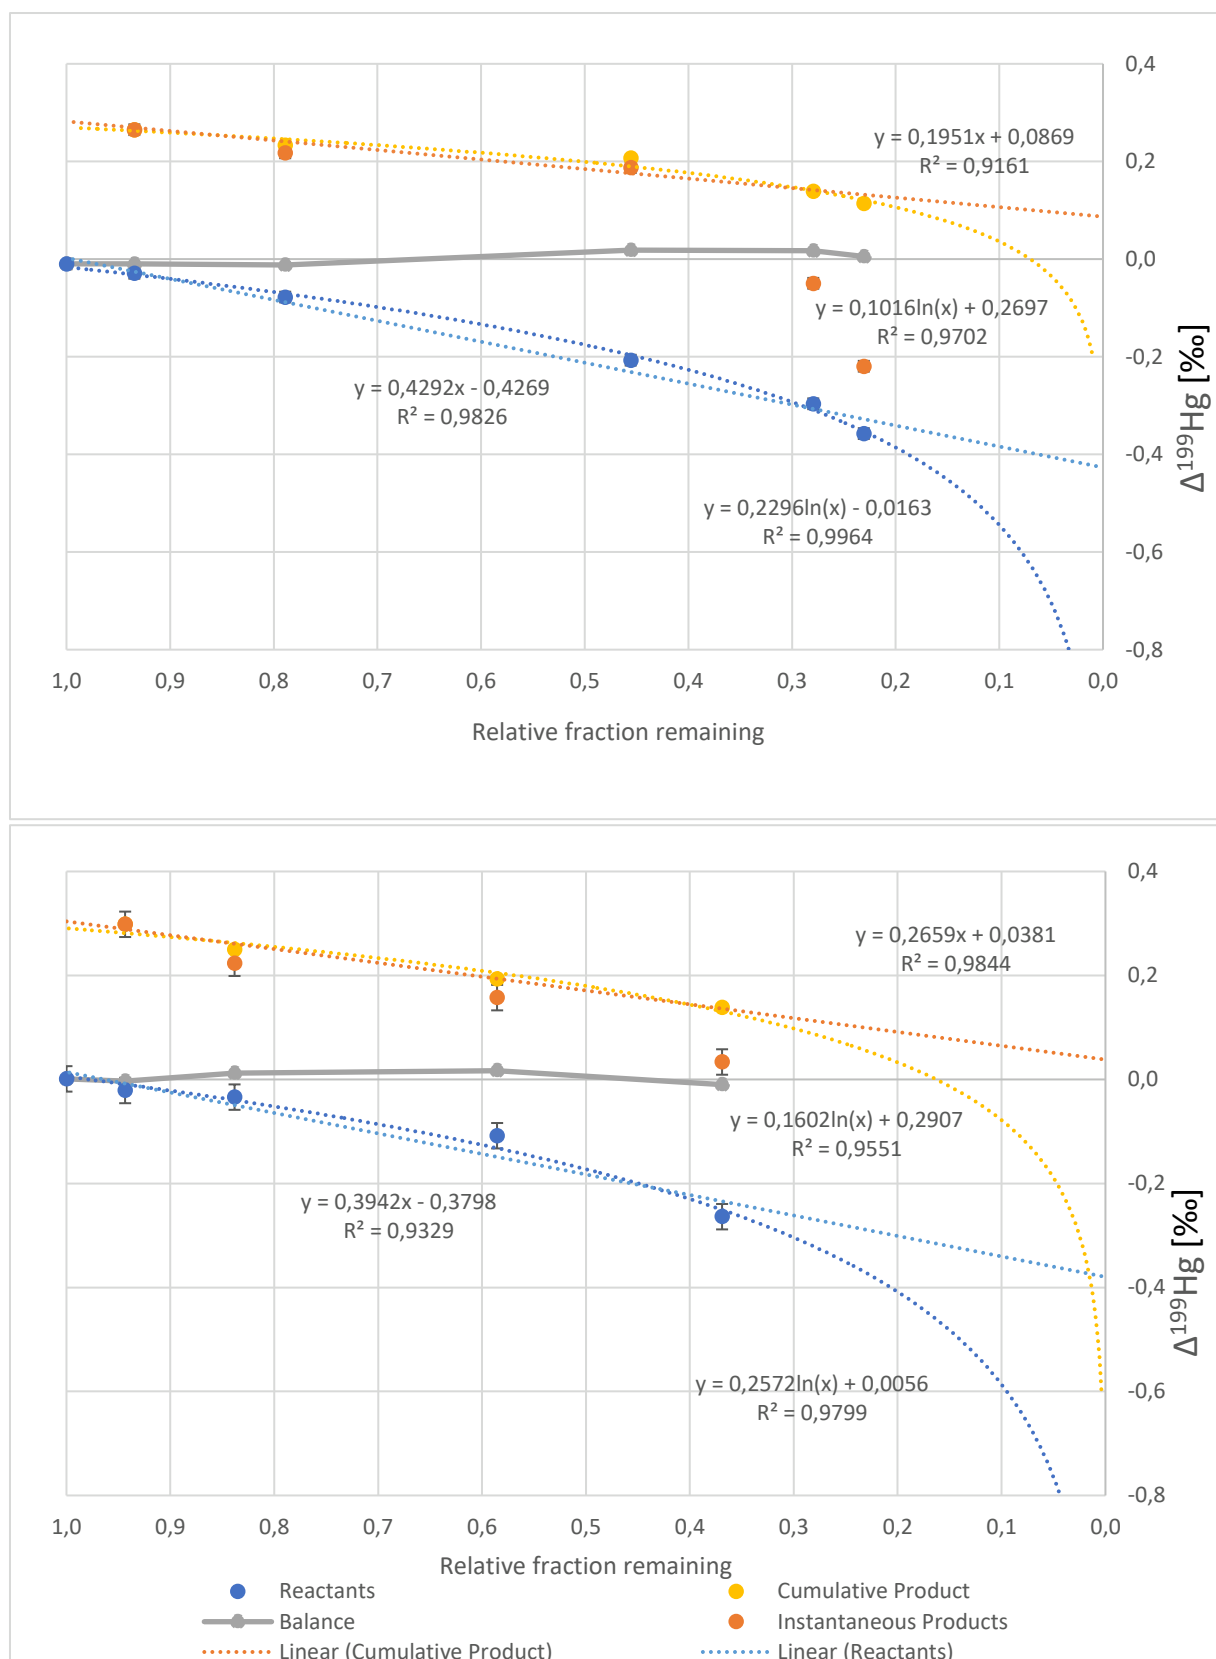 0,4
y = 0,1951x + 0,0869
R² = 0,9161
0,2
0,0
y = 0,1016ln(x) + 0,2697
R² = 0,9702
-0,2
y = 0,4292x - 0,4269
R² = 0,9826
-0,4
Δ¹⁹⁹Hg [‰]
y = 0,2296ln(x) - 0,0163
R² = 0,9964
-0,6
-0,8
1,0 0,9 0,8 0,7 0,6 0,5 0,4 0,3 0,2 0,1 0,0
Relative fraction remaining
0,4
y = 0,2659x + 0,0381
R² = 0,9844
0,2
0,0
y = 0,1602ln(x) + 0,2907
R² = 0,9551
-0,2
y = 0,3942x - 0,3798
R² = 0,9329
Δ¹⁹⁹Hg [‰]
-0,4
y = 0,2572ln(x) + 0,0056
R² = 0,9799
-0,6
-0,8
1,0 0,9 0,8 0,7 0,6 0,5 0,4 0,3 0,2 0,1 0,0
Relative fraction remaining
Reactants Cumulative Product
Balance Instantaneous Products
Linear (Cumulative Product) Linear (Reactants)